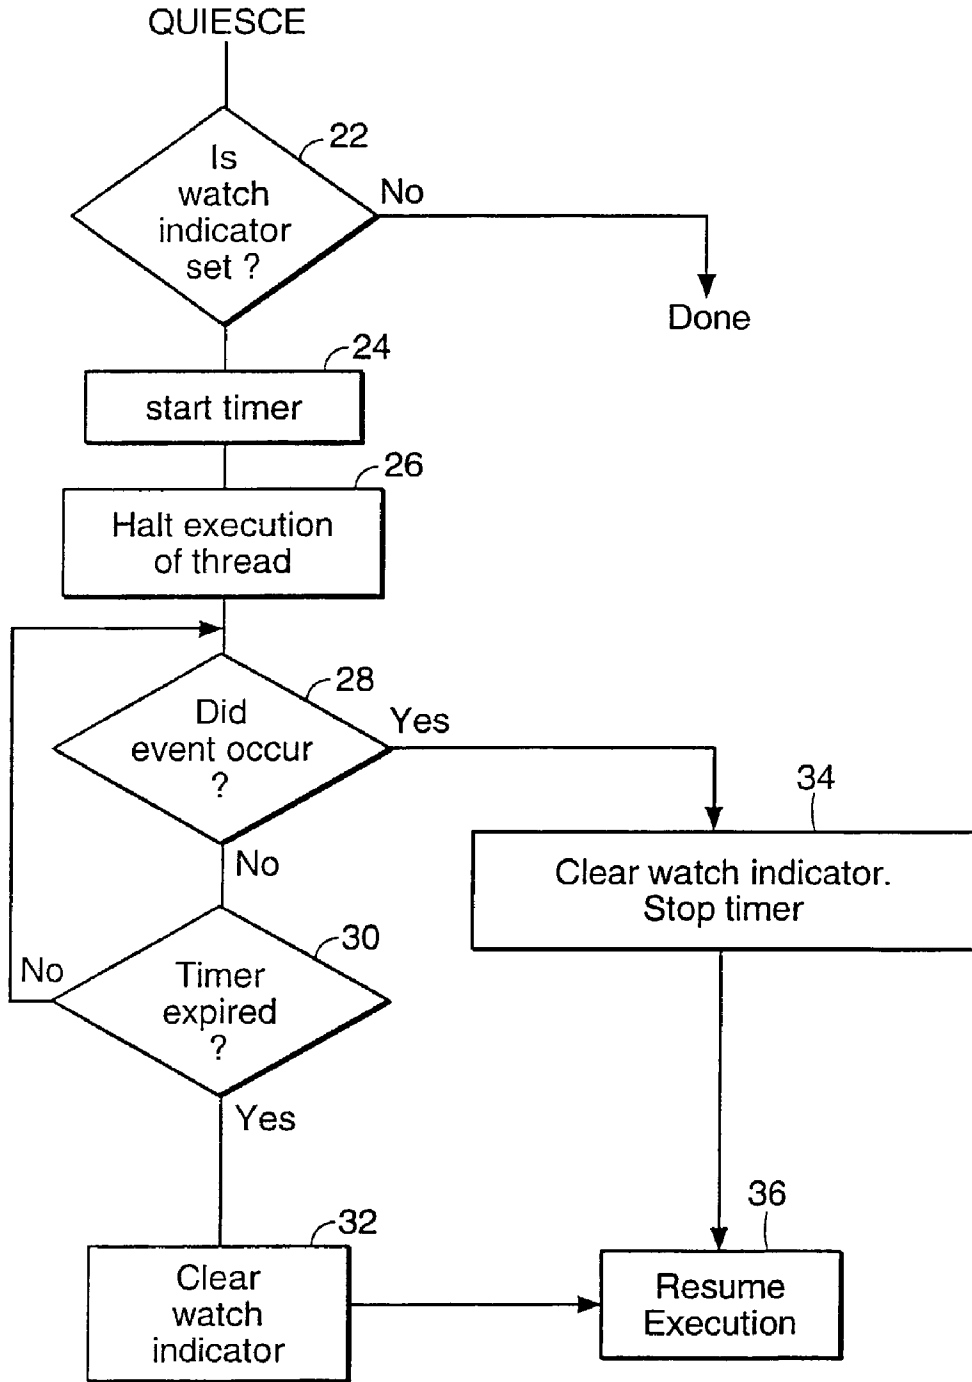 QUIESCE
22
Is
watch
indicator
set ?
No
Done
24
start timer
26
Halt execution
of thread
28
Did
event occur
?
Yes
34
Clear watch indicator.
Stop timer
No
30
No
Timer
expired
?
Yes
32
Clear
watch
indicator
36
Resume
Execution